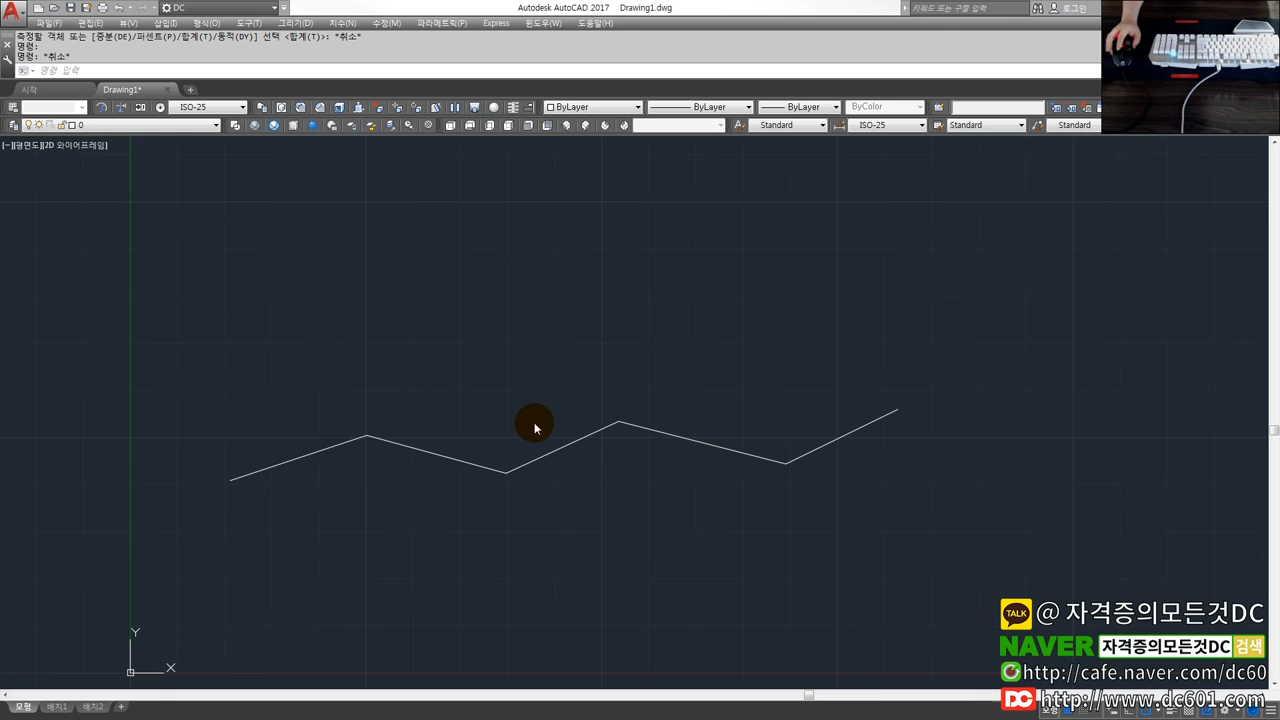 DC
Autodesk AutoCAD 2017 Drawing1.dwg
키워드 또는 구문 입력
로그인
파일(F) 편집(E) 뷰(V) 삽입(I) 형식(O) 도구(T) 그리기(D) 치수(N) 수정(M) 파라메트릭(P) Express 윈도우(W) 도움말(H)
측정할 객체 또는 [증분(DE)/퍼센트(P)/합계(T)/동적(DY)] 선택 <합계(T)>: *취소*
명령:
명령: *취소*
명령 입력
시작 Drawing1*
ISO-25 ByLayer ByLayer ByLayer ByColor
0 Standard ISO-25 Standard Standard
[-][평면도][2D 와이어프레임]
Y
X
TALK @ 자격증의모든것DC
NAVER 자격증의모든것DC 검색
http://cafe.naver.com/dc60
DC http://www.dc601.com
모형 배치1 배치2 +
모형